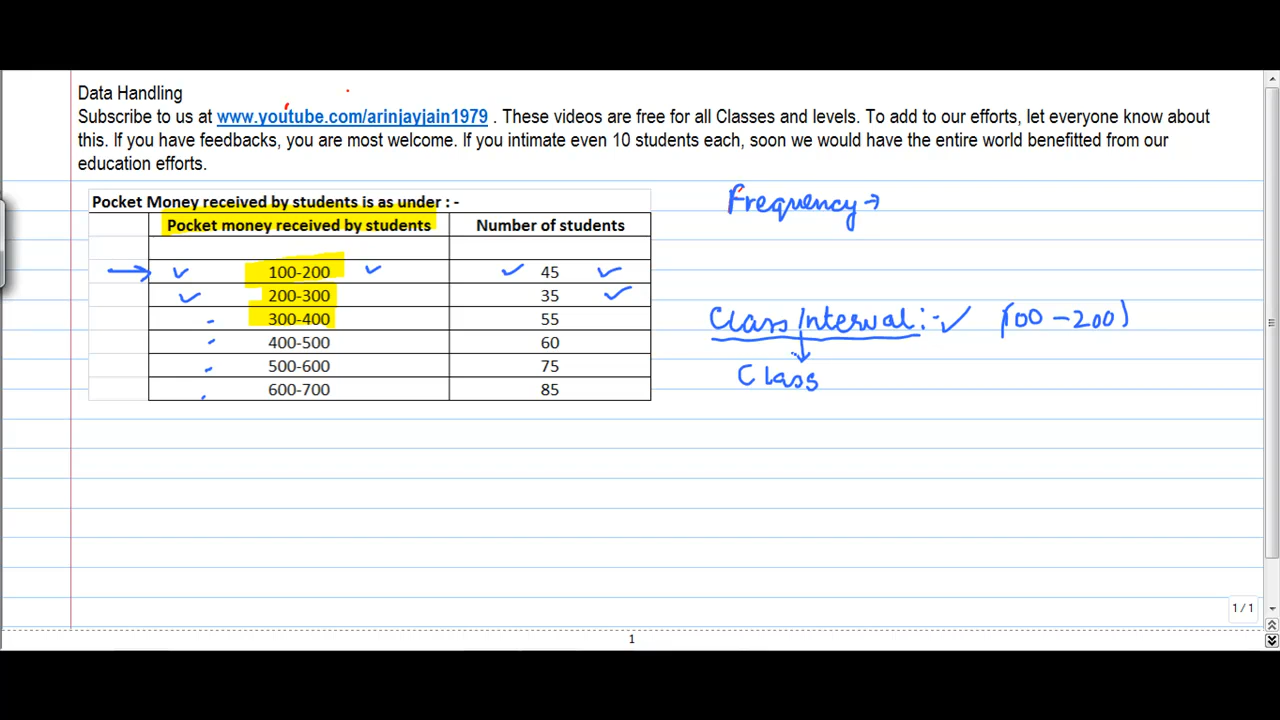 Data Handling
Subscribe to us at www.youtube.com/arinjayjain1979 . These videos are free for all Classes and levels. To add to our efforts, let everyone know about
this. If you have feedbacks, you are most welcome. If you intimate even 10 students each, soon we would have the entire world benefitted from our
education efforts.
Pocket Money received by students is as under : -
Pocket money received by students Number of students
100-200 45
200-300 35
300-400 55
400-500 60
500-600 75
600-700 85
Frequency →
Class Interval :- ✓ (100 - 200)
Class
1 / 1
1